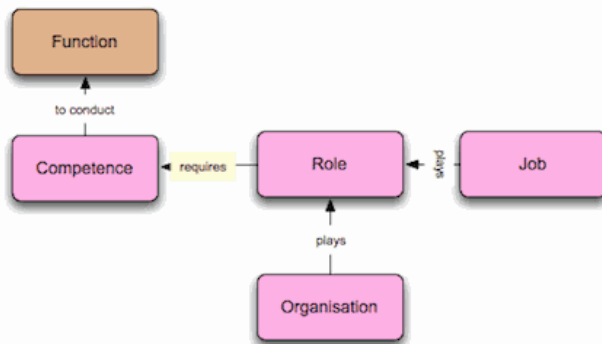 Function
to conduct
Competence
requires
Role
plays
Job
plays
Organisation